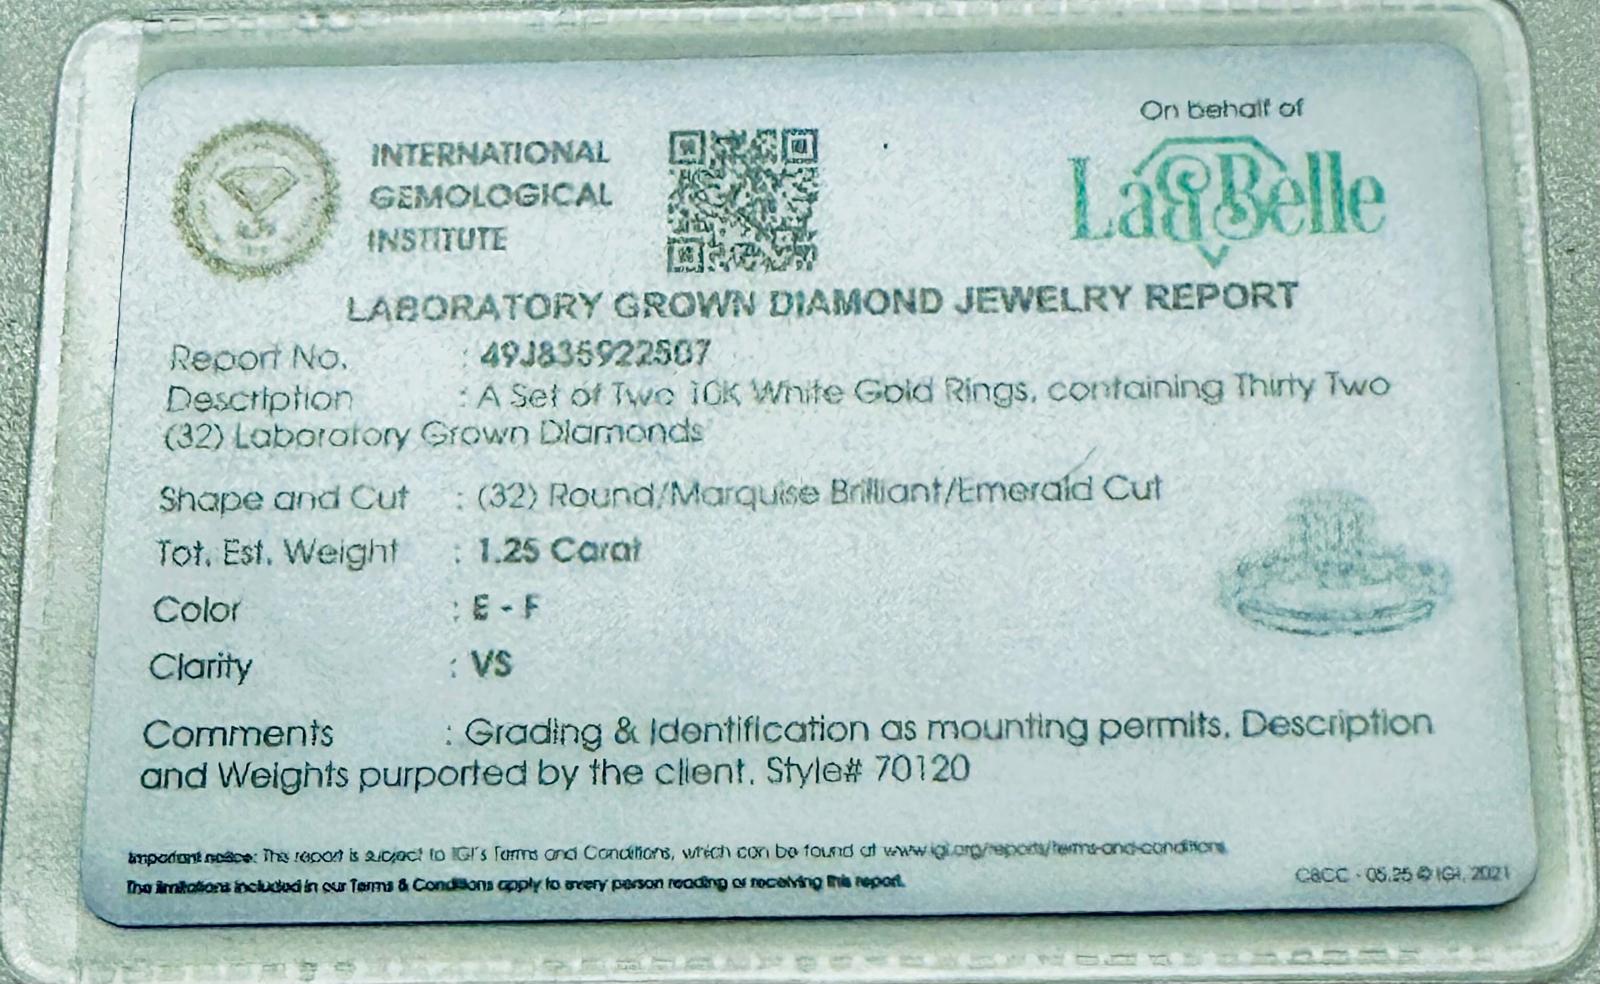 INTERNATIONAL
GEMOLOGICAL
INSTITUTE
On behalf of
La Belle
LABORATORY GROWN DIAMOND JEWELRY REPORT
Report No. : 49J835922507
Description : A Set of Two 10K White Gold Rings, containing Thirty Two
(32) Laboratory Grown Diamonds
Shape and Cut : (32) Round/Marquise Brilliant/Emerald Cut
Tot. Est. Weight : 1.25 Carat
Color : E - F
Clarity : VS
Comments : Grading & Identification as mounting permits. Description
and Weights purported by the client. Style# 70120
Important notice: This report is subject to IGI's Terms and Conditions, which can be found at www.igi.org/reports/terms-and-conditions
The limitations included in our Terms & Conditions apply to every person reading or receiving this report.
C&CC - 05.25 © IGI, 2021